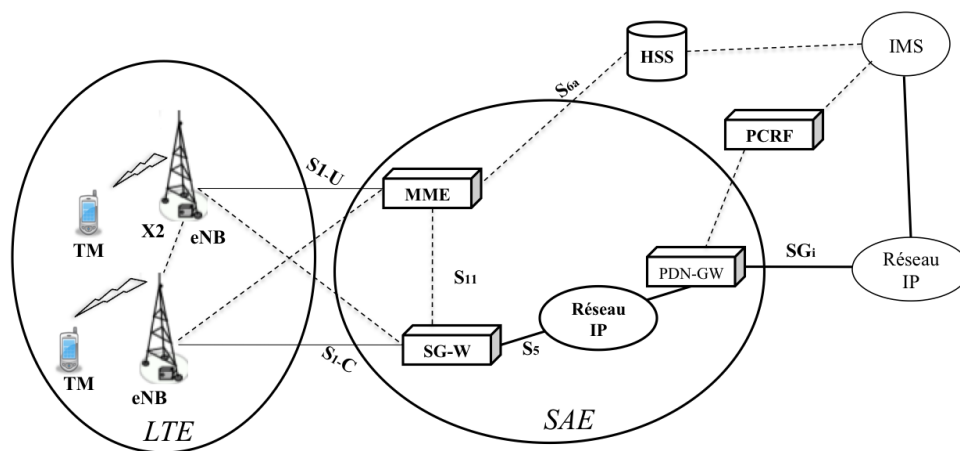 IMS
HSS
S6a
PCRF
S1-U
MME
X2
eNB
TM
S11
PDN-GW
SGi
Réseau
IP
Réseau
IP
SG-W
S5
S1-C
TM
eNB
LTE
SAE